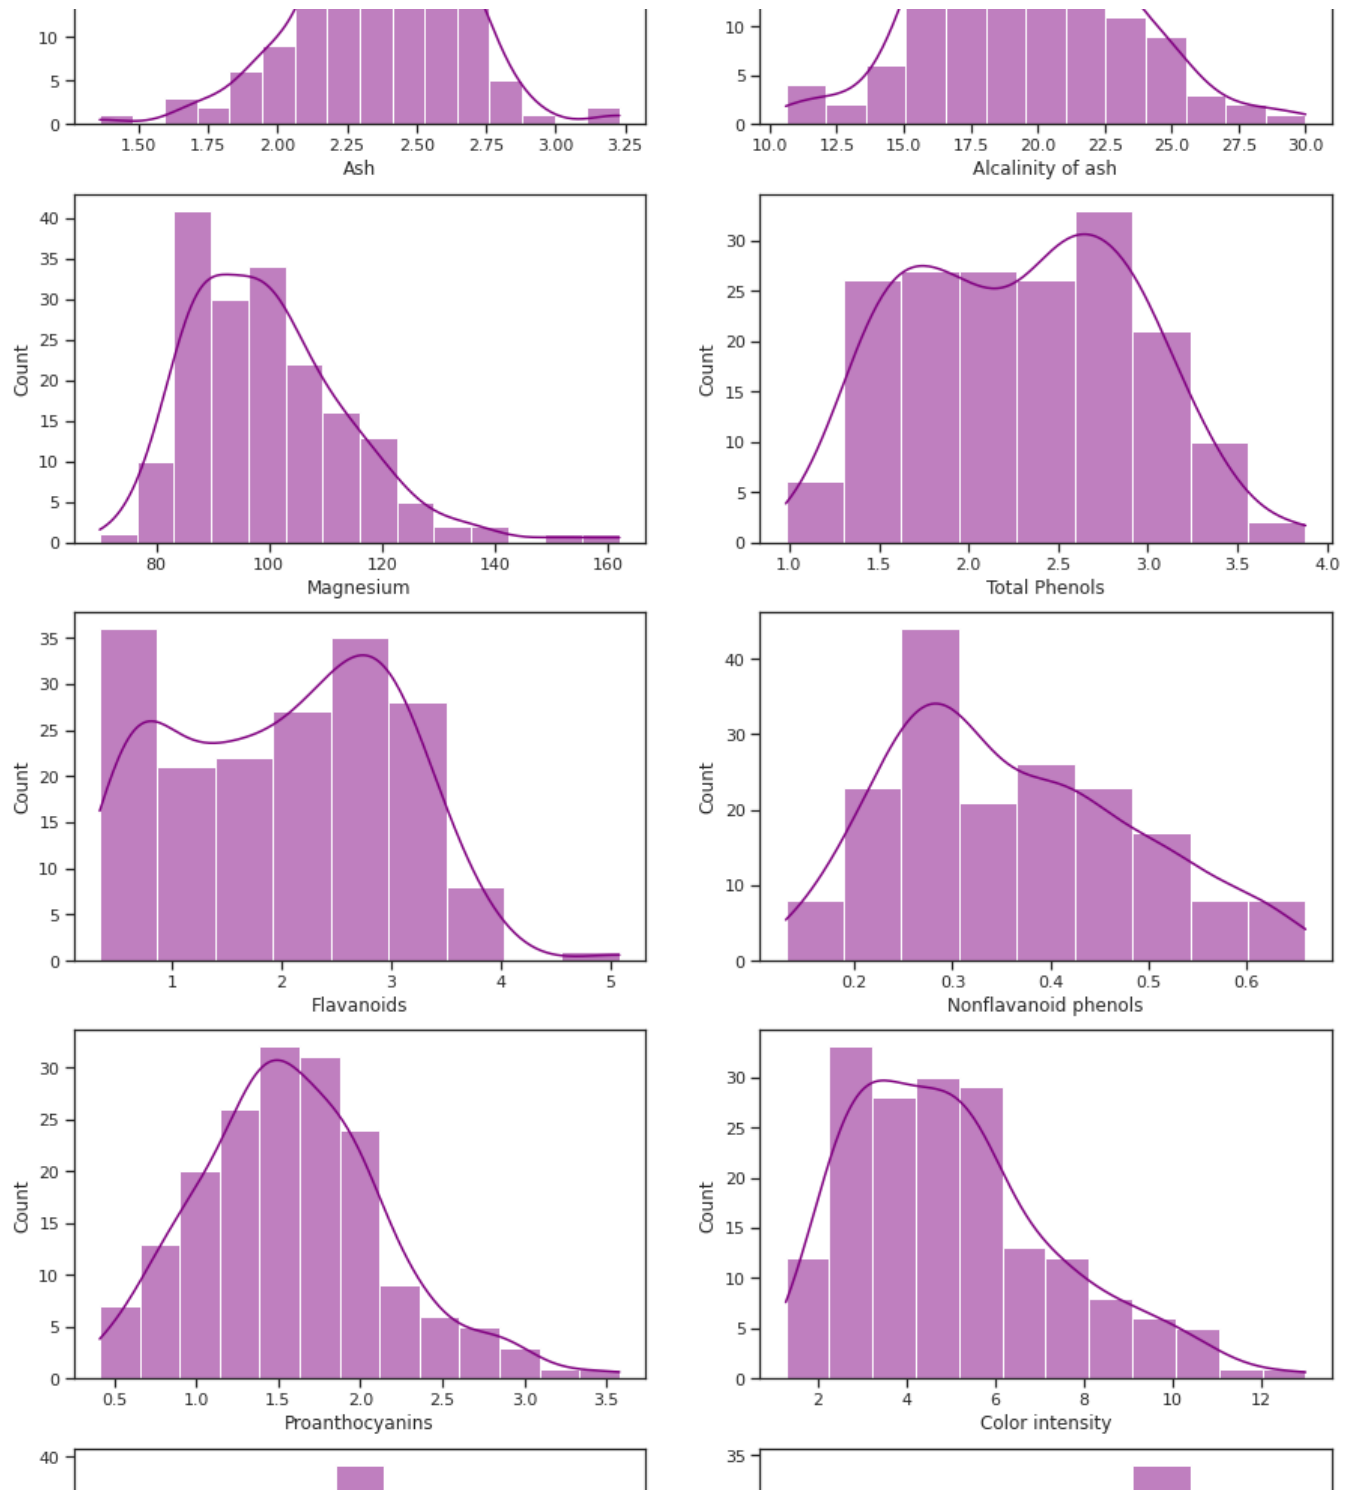 10
5
0
1.50 1.75 2.00 2.25 2.50 2.75 3.00 3.25
Ash
10
5
0
10.0 12.5 15.0 17.5 20.0 22.5 25.0 27.5 30.0
Alcalinity of ash
40
35
30
25
20
15
10
5
0
Count
80 100 120 140 160
Magnesium
30
25
20
15
10
5
0
Count
1.0 1.5 2.0 2.5 3.0 3.5 4.0
Total Phenols
35
30
25
20
15
10
5
0
Count
1 2 3 4 5
Flavanoids
40
30
20
10
0
Count
0.2 0.3 0.4 0.5 0.6
Nonflavanoid phenols
30
25
20
15
10
5
0
Count
0.5 1.0 1.5 2.0 2.5 3.0 3.5
Proanthocyanins
30
25
20
15
10
5
0
Count
2 4 6 8 10 12
Color intensity
40
35